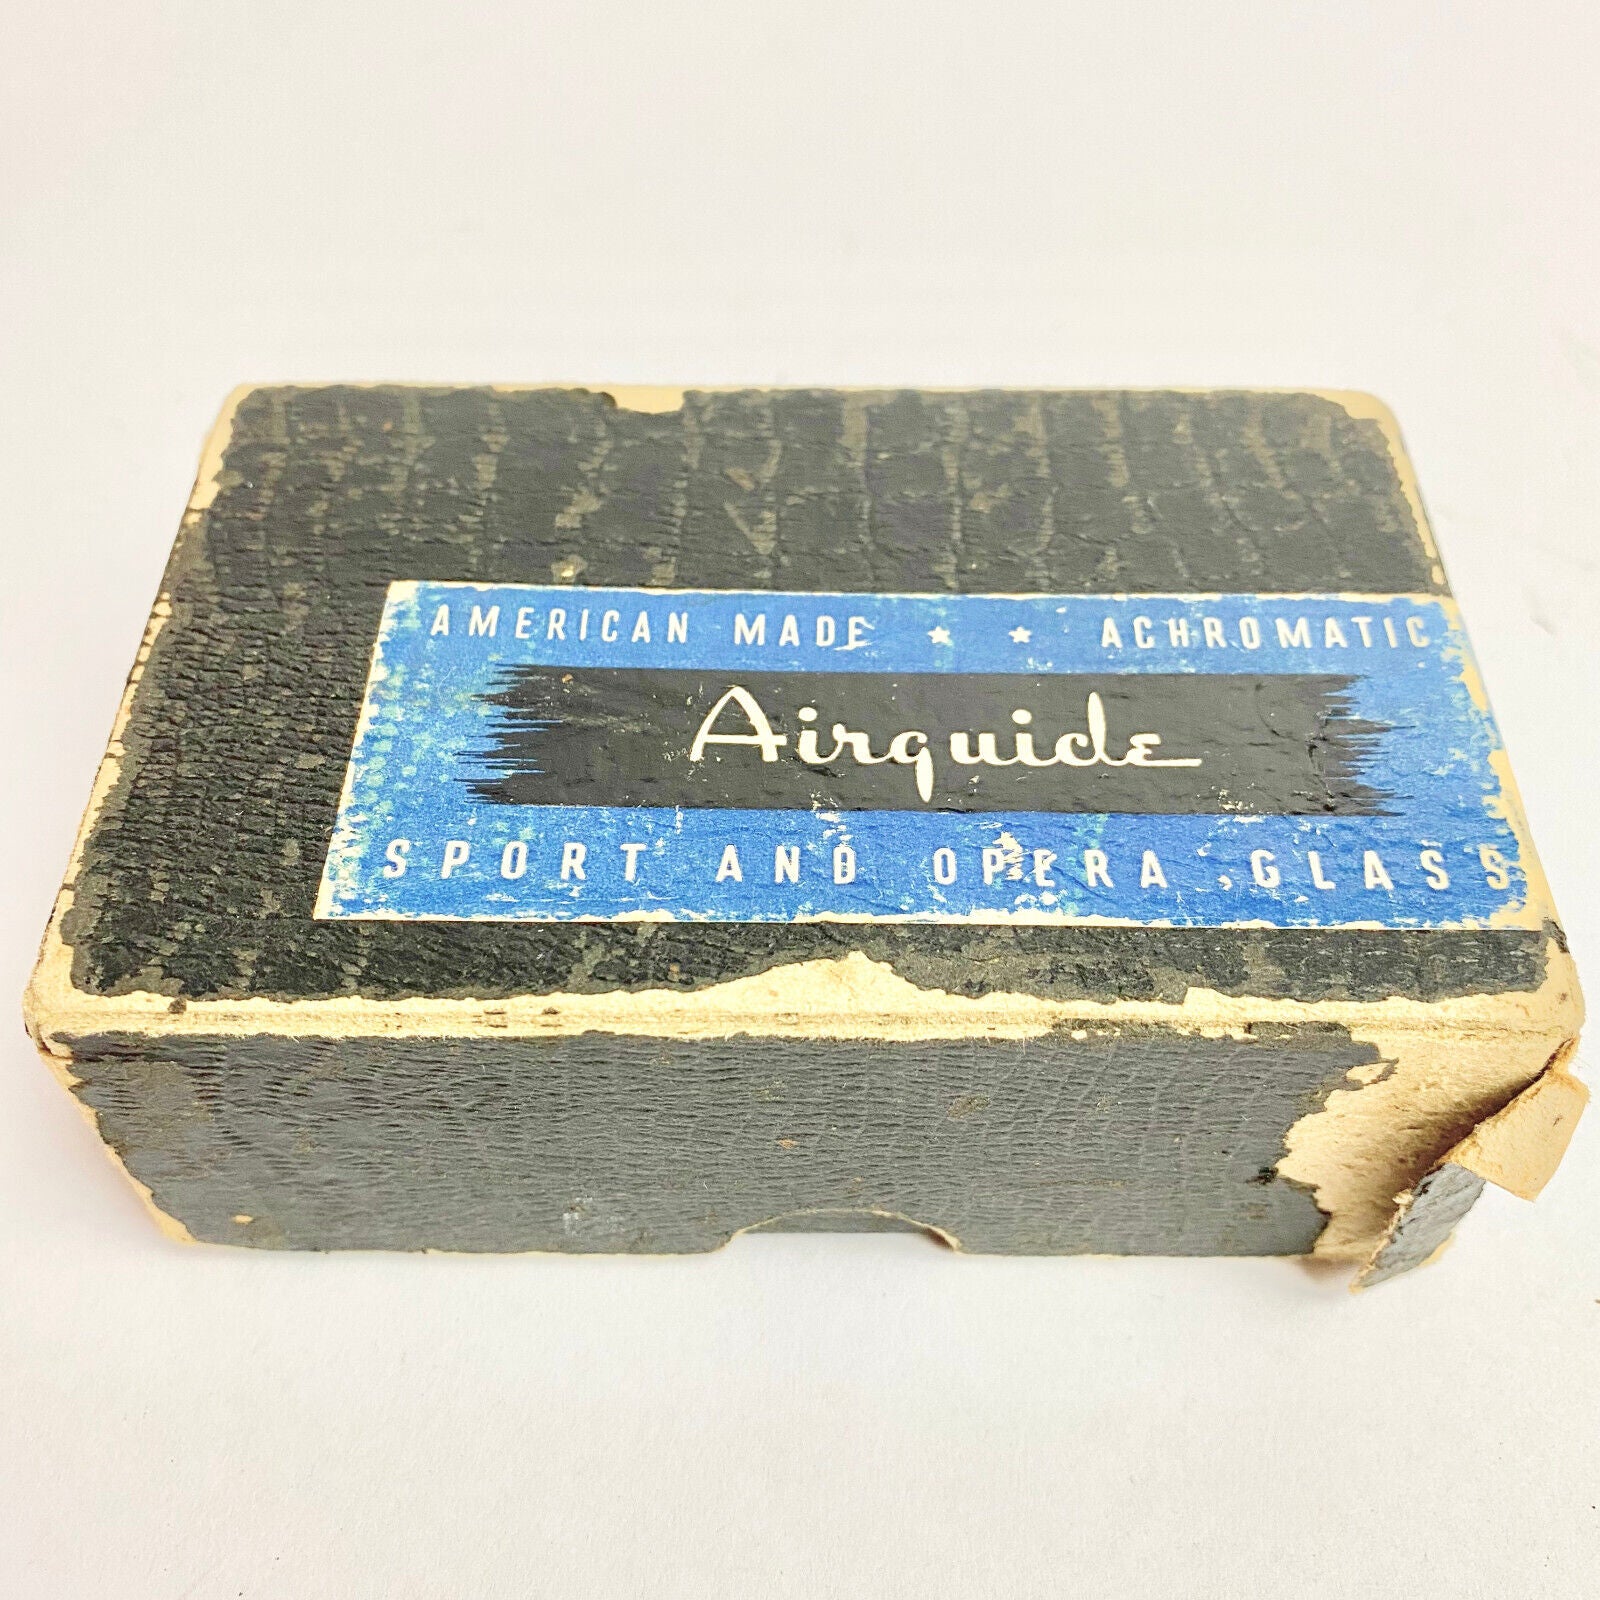 AMERICAN MADE ★ ★ ACHROMATIC
Airguide
SPORT AND OPERA GLASS